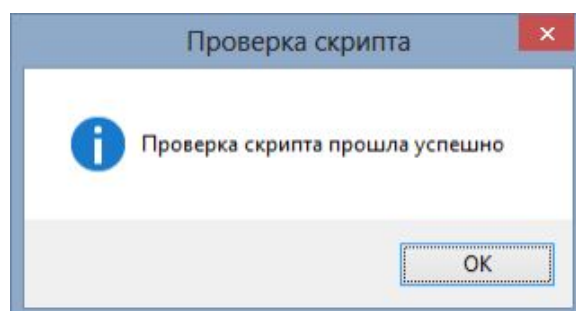 Проверка скрипта
Проверка скрипта прошла успешно
OK